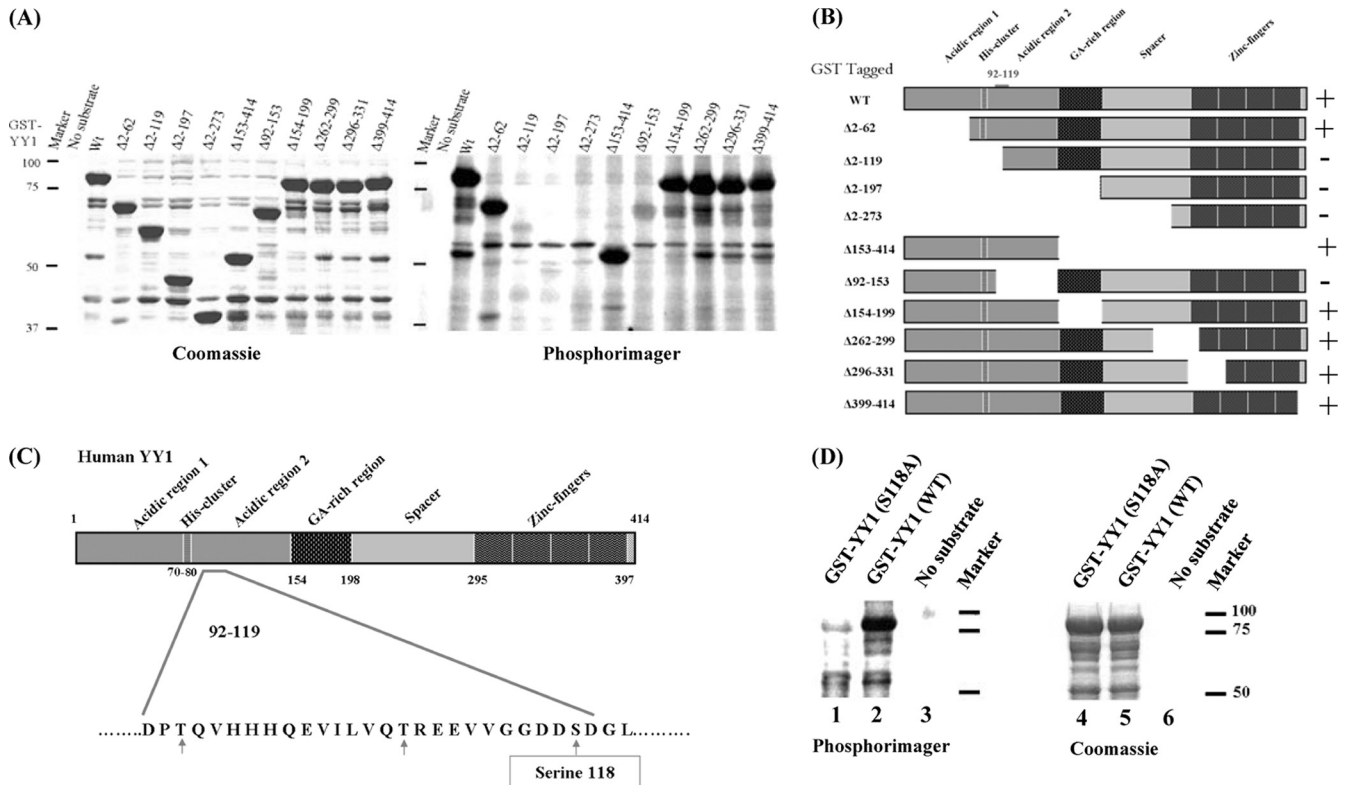 (A)
GST-
YY1
Marker
No substrate
Wt
Δ2-62
Δ2-119
Δ2-197
Δ2-273
Δ153-414
Δ92-153
Δ154-199
Δ262-299
Δ296-331
Δ399-414
100
75
50
37
Coomassie
Marker
No substrate
Wt
Δ2-62
Δ2-119
Δ2-197
Δ2-273
Δ153-414
Δ92-153
Δ154-199
Δ262-299
Δ296-331
Δ399-414
Phosphorimager
(B)
Acidic region 1
His-cluster
Acidic region 2
GA-rich region
Spacer
Zinc-fingers
GST Tagged
92-119
WT +
Δ2-62 +
Δ2-119 -
Δ2-197 -
Δ2-273 -
Δ153-414 +
Δ92-153 -
Δ154-199 +
Δ262-299 +
Δ296-331 +
Δ399-414 +
(C)
Human YY1
Acidic region 1
His-cluster
Acidic region 2
GA-rich region
Spacer
Zinc-fingers
1 414
70-80 154 198 295 397
92-119
........D P T Q V H H H Q E V I L V Q T R E E V V G G D D S D G L..........
Serine 118
(D)
GST-YY1 (S118A)
GST-YY1 (WT)
No substrate
Marker
1 2 3
Phosphorimager
GST-YY1 (S118A)
GST-YY1 (WT)
No substrate
Marker
100
75
50
4 5 6
Coomassie